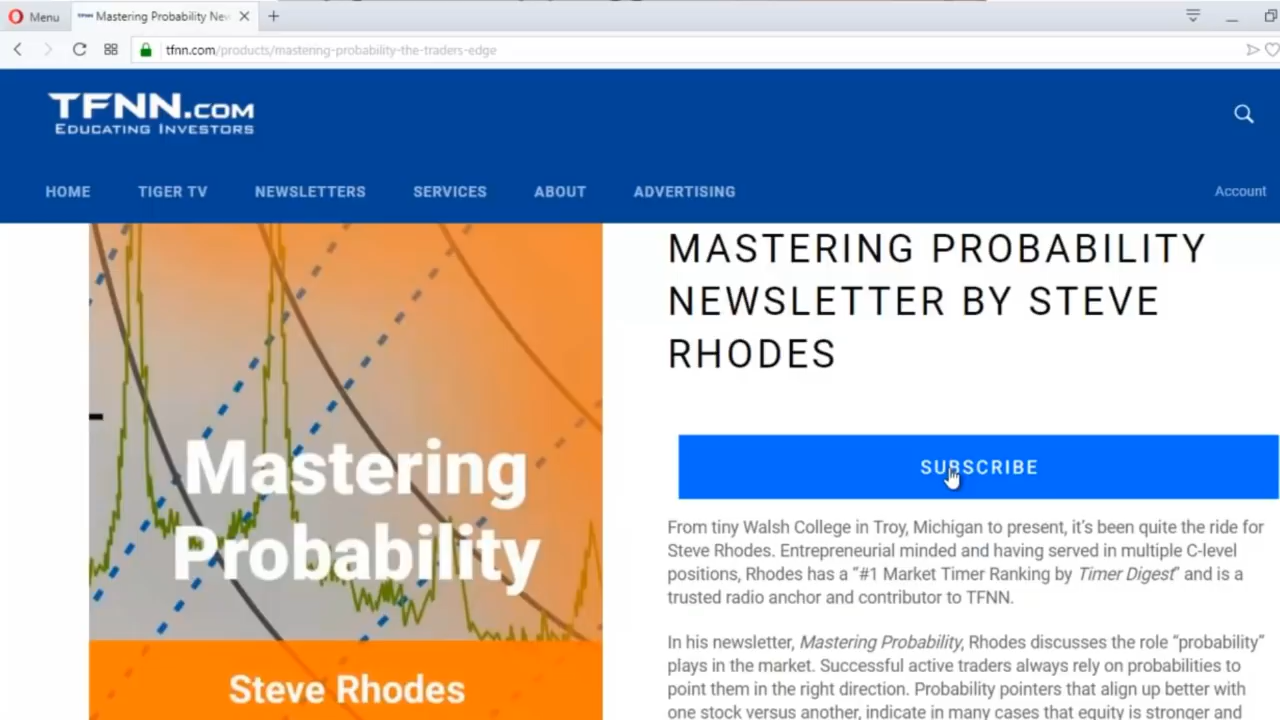 Menu
TFNN Mastering Probability New
tfnn.com/products/mastering-probability-the-traders-edge
TFNN.COM
EDUCATING INVESTORS
HOME TIGER TV NEWSLETTERS SERVICES ABOUT ADVERTISING Account
MASTERING PROBABILITY
NEWSLETTER BY STEVE
RHODES
Mastering
Probability
Steve Rhodes
SUBSCRIBE
From tiny Walsh College in Troy, Michigan to present, it's been quite the ride for
Steve Rhodes. Entrepreneurial minded and having served in multiple C-level
positions, Rhodes has a “#1 Market Timer Ranking by Timer Digest” and is a
trusted radio anchor and contributor to TFNN.
In his newsletter, Mastering Probability, Rhodes discusses the role “probability”
plays in the market. Successful active traders always rely on probabilities to
point them in the right direction. Probability pointers that align up better with
one stock versus another, indicate in many cases that equity is stronger and